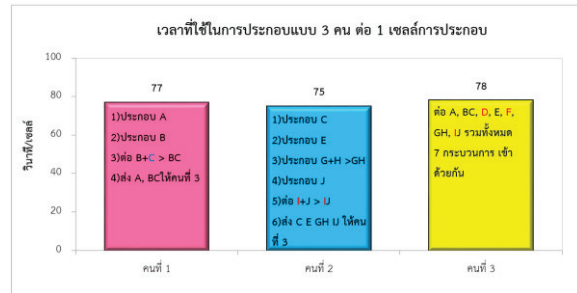 เวลาที่ใช้ในการประกอบแบบ 3 คน ต่อ 1 เซลล์การประกอบ
วินาที/เซลล์
100
80
60
40
20
0
77
1)ประกอบ A
2)ประกอบ B
3)ต่อ B+C > BC
4)ส่ง A, BCให้คนที่ 3
75
1)ประกอบ C
2)ประกอบ E
3)ประกอบ G+H >GH
4)ประกอบ J
5)ต่อ I+J > IJ
6)ส่ง C E GH IJ ให้คน
ที่ 3
78
ต่อ A, BC, D, E, F,
GH, IJ รวมทั้งหมด
7 กระบวนการ เข้า
ด้วยกัน
คนที่ 1
คนที่ 2
คนที่ 3